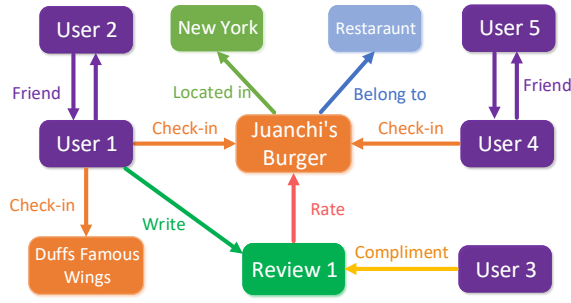 User 2
New York
Restaraunt
User 5
Friend
Located in
Belong to
Friend
User 1
Check-in
Juanchi's
Burger
Check-in
User 4
Check-in
Write
Rate
Duffs Famous
Wings
Review 1
Compliment
User 3